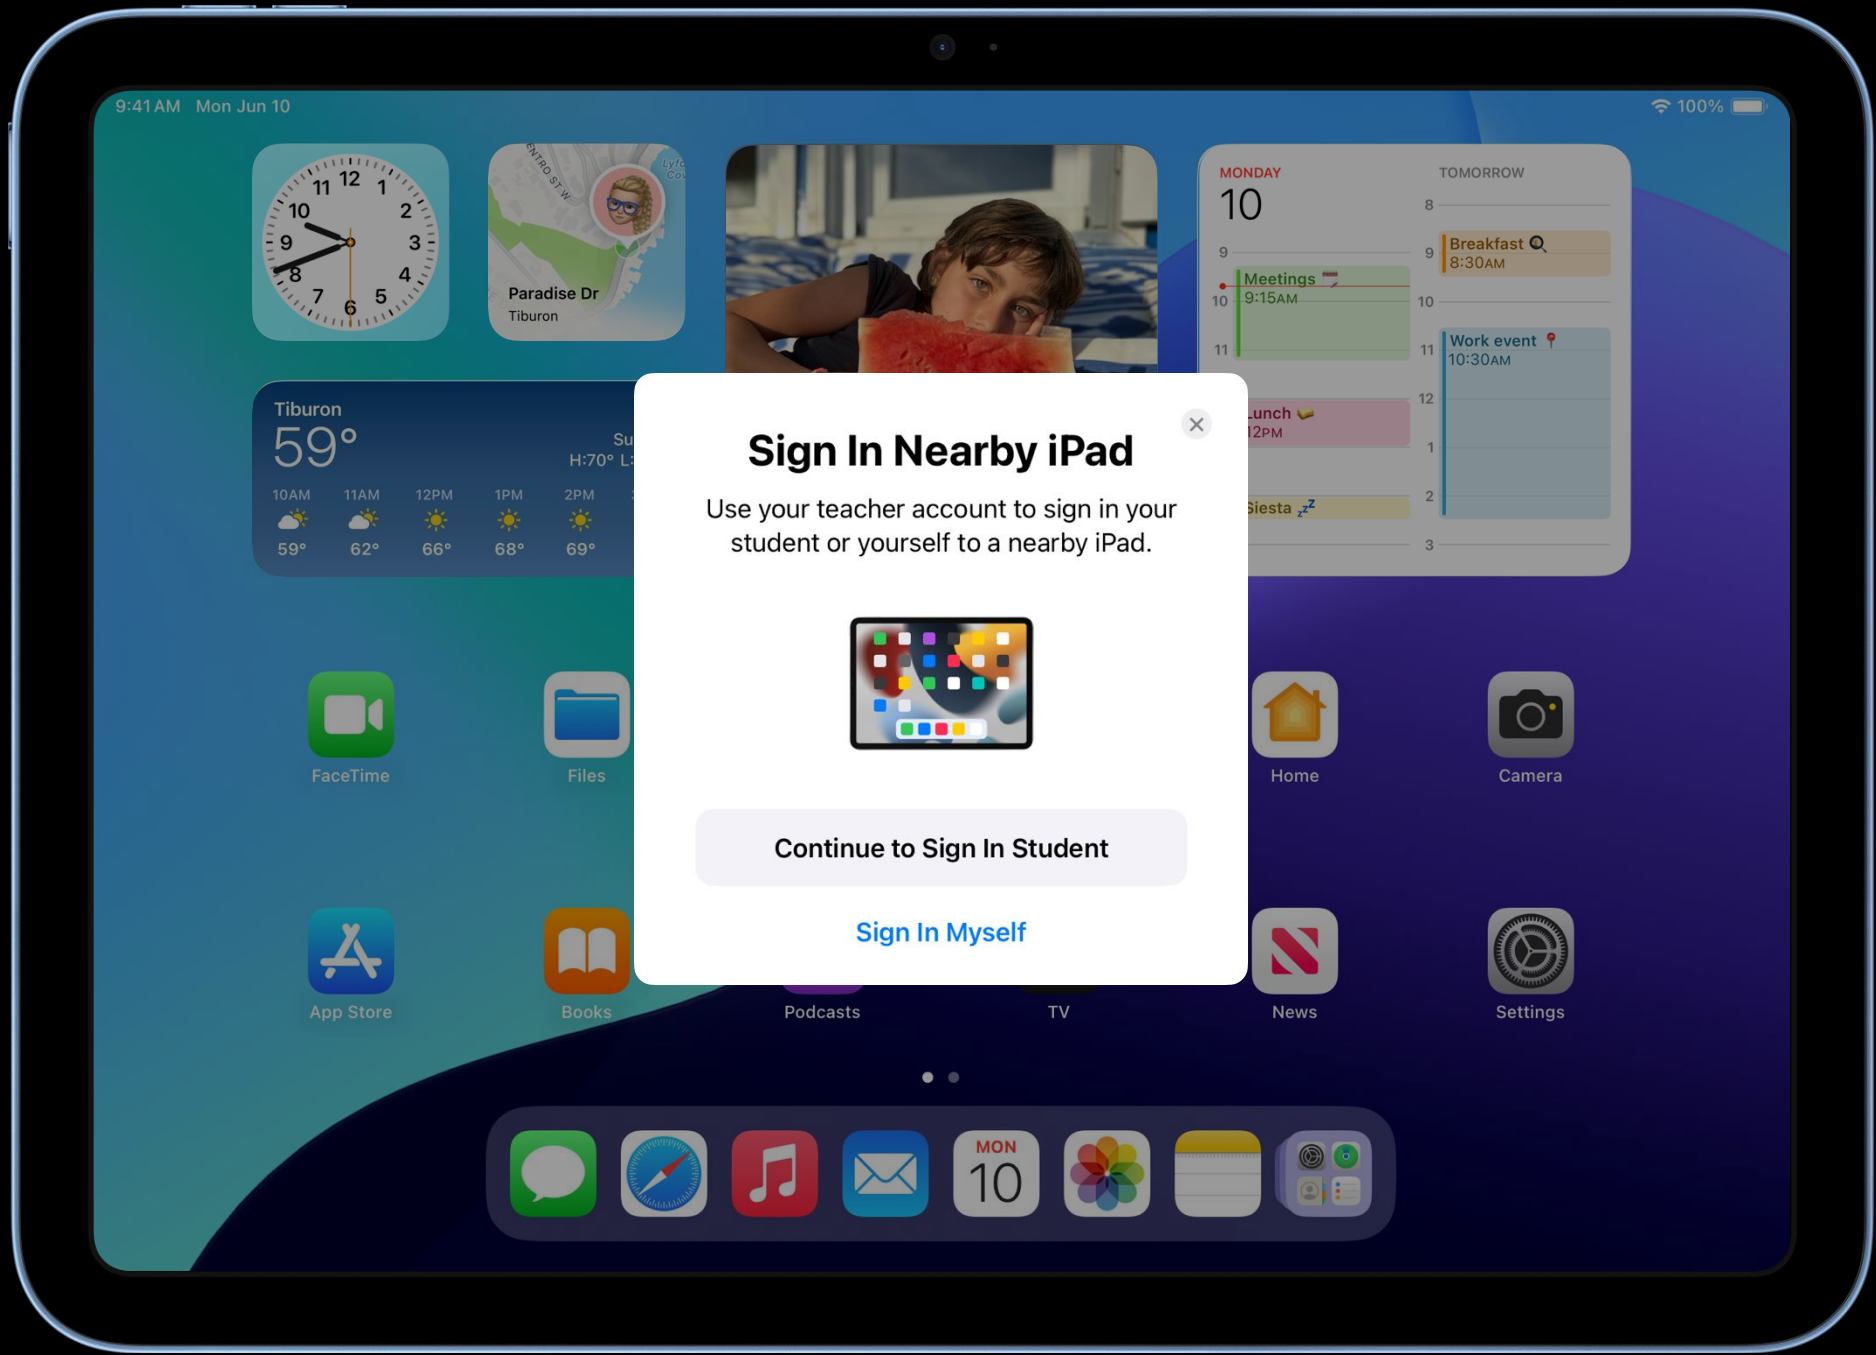 9:41 AM Mon Jun 10
100%
12
11
1
10
2
9
3
8
4
7
5
6
Paradise Dr
Tiburon
MONDAY
10
9
Meetings
9:15AM
10
11
Lunch
12PM
Siesta
TOMORROW
8
Breakfast
9
8:30AM
10
Work event
11
10:30AM
12
1
2
3
Tiburon
59°
H:70°
10AM 11AM 12PM 1PM 2PM
59° 62° 66° 68° 69°
Sign In Nearby iPad
Use your teacher account to sign in your
student or yourself to a nearby iPad.
Continue to Sign In Student
Sign In Myself
FaceTime
Files
Home
Camera
App Store
Books
Podcasts
TV
News
Settings
MON
10